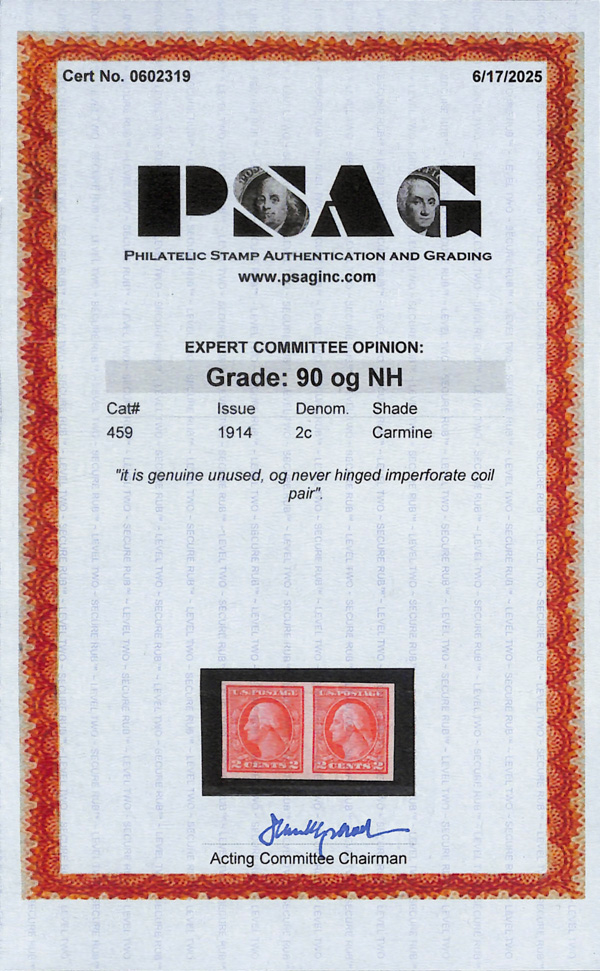 Cert No. 0602319 6/17/2025
PSAG
PHILATELIC STAMP AUTHENTICATION AND GRADING
www.psaginc.com
EXPERT COMMITTEE OPINION:
Grade: 90 og NH
Cat# Issue Denom. Shade
459 1914 2c Carmine
"it is genuine unused, og never hinged imperforate coil
pair".
U.S. POSTAGE U.S. POSTAGE
2 CENTS 2 2 CENTS 2
Acting Committee Chairman